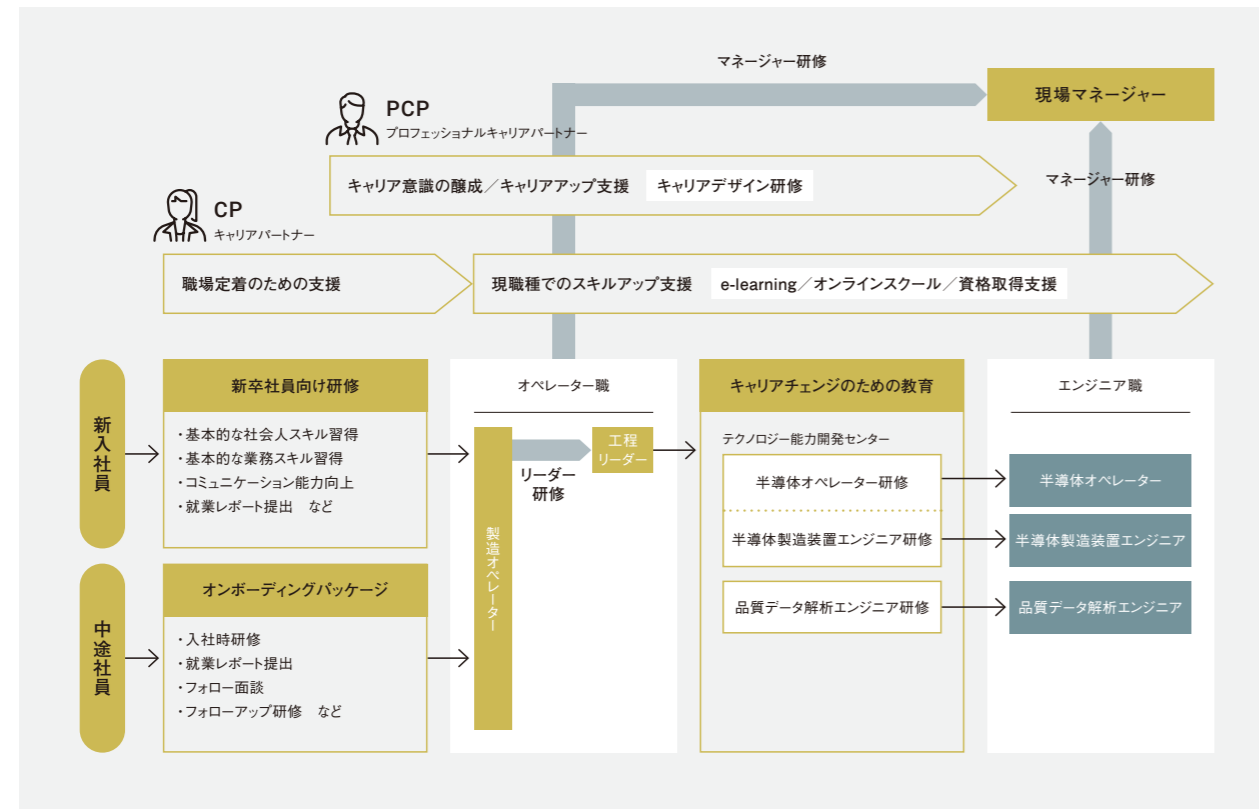 マネージャー研修
現場マネージャー
PCP
プロフェッショナルキャリアパートナー
キャリア意識の醸成／キャリアアップ支援 キャリアデザイン研修
マネージャー研修
CP
キャリアパートナー
職場定着のための支援
現職種でのスキルアップ支援 e-learning／オンラインスクール／資格取得支援
新入社員
新卒社員向け研修
・基本的な社会人スキル習得
・基本的な業務スキル習得
・コミュニケーション能力向上
・就業レポート提出 など
中途社員
オンボーディングパッケージ
・入社時研修
・就業レポート提出
・フォロー面談
・フォローアップ研修 など
オペレーター職
製造オペレーター
リーダー
研修
工程
リーダー
キャリアチェンジのための教育
テクノロジー能力開発センター
半導体オペレーター研修
半導体製造装置エンジニア研修
品質データ解析エンジニア研修
エンジニア職
半導体オペレーター
半導体製造装置エンジニア
品質データ解析エンジニア